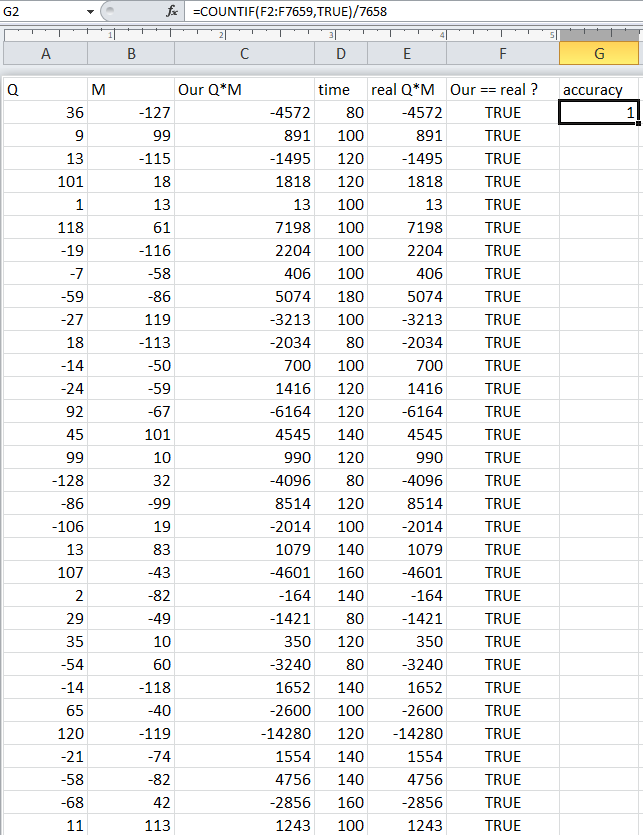 G2 fx =COUNTIF(F2:F7659,TRUE)/7658
1 2 3 4 5
A B C D E F G
Q M Our Q*M time real Q*M Our == real ? accuracy
36 -127 -4572 80 -4572 TRUE 1
9 99 891 100 891 TRUE
13 -115 -1495 120 -1495 TRUE
101 18 1818 120 1818 TRUE
1 13 13 100 13 TRUE
118 61 7198 100 7198 TRUE
-19 -116 2204 100 2204 TRUE
-7 -58 406 100 406 TRUE
-59 -86 5074 180 5074 TRUE
-27 119 -3213 100 -3213 TRUE
18 -113 -2034 80 -2034 TRUE
-14 -50 700 100 700 TRUE
-24 -59 1416 120 1416 TRUE
92 -67 -6164 120 -6164 TRUE
45 101 4545 140 4545 TRUE
99 10 990 120 990 TRUE
-128 32 -4096 80 -4096 TRUE
-86 -99 8514 120 8514 TRUE
-106 19 -2014 100 -2014 TRUE
13 83 1079 140 1079 TRUE
107 -43 -4601 160 -4601 TRUE
2 -82 -164 140 -164 TRUE
29 -49 -1421 80 -1421 TRUE
35 10 350 120 350 TRUE
-54 60 -3240 80 -3240 TRUE
-14 -118 1652 140 1652 TRUE
65 -40 -2600 100 -2600 TRUE
120 -119 -14280 120 -14280 TRUE
-21 -74 1554 140 1554 TRUE
-58 -82 4756 140 4756 TRUE
-68 42 -2856 160 -2856 TRUE
11 113 1243 100 1243 TRUE